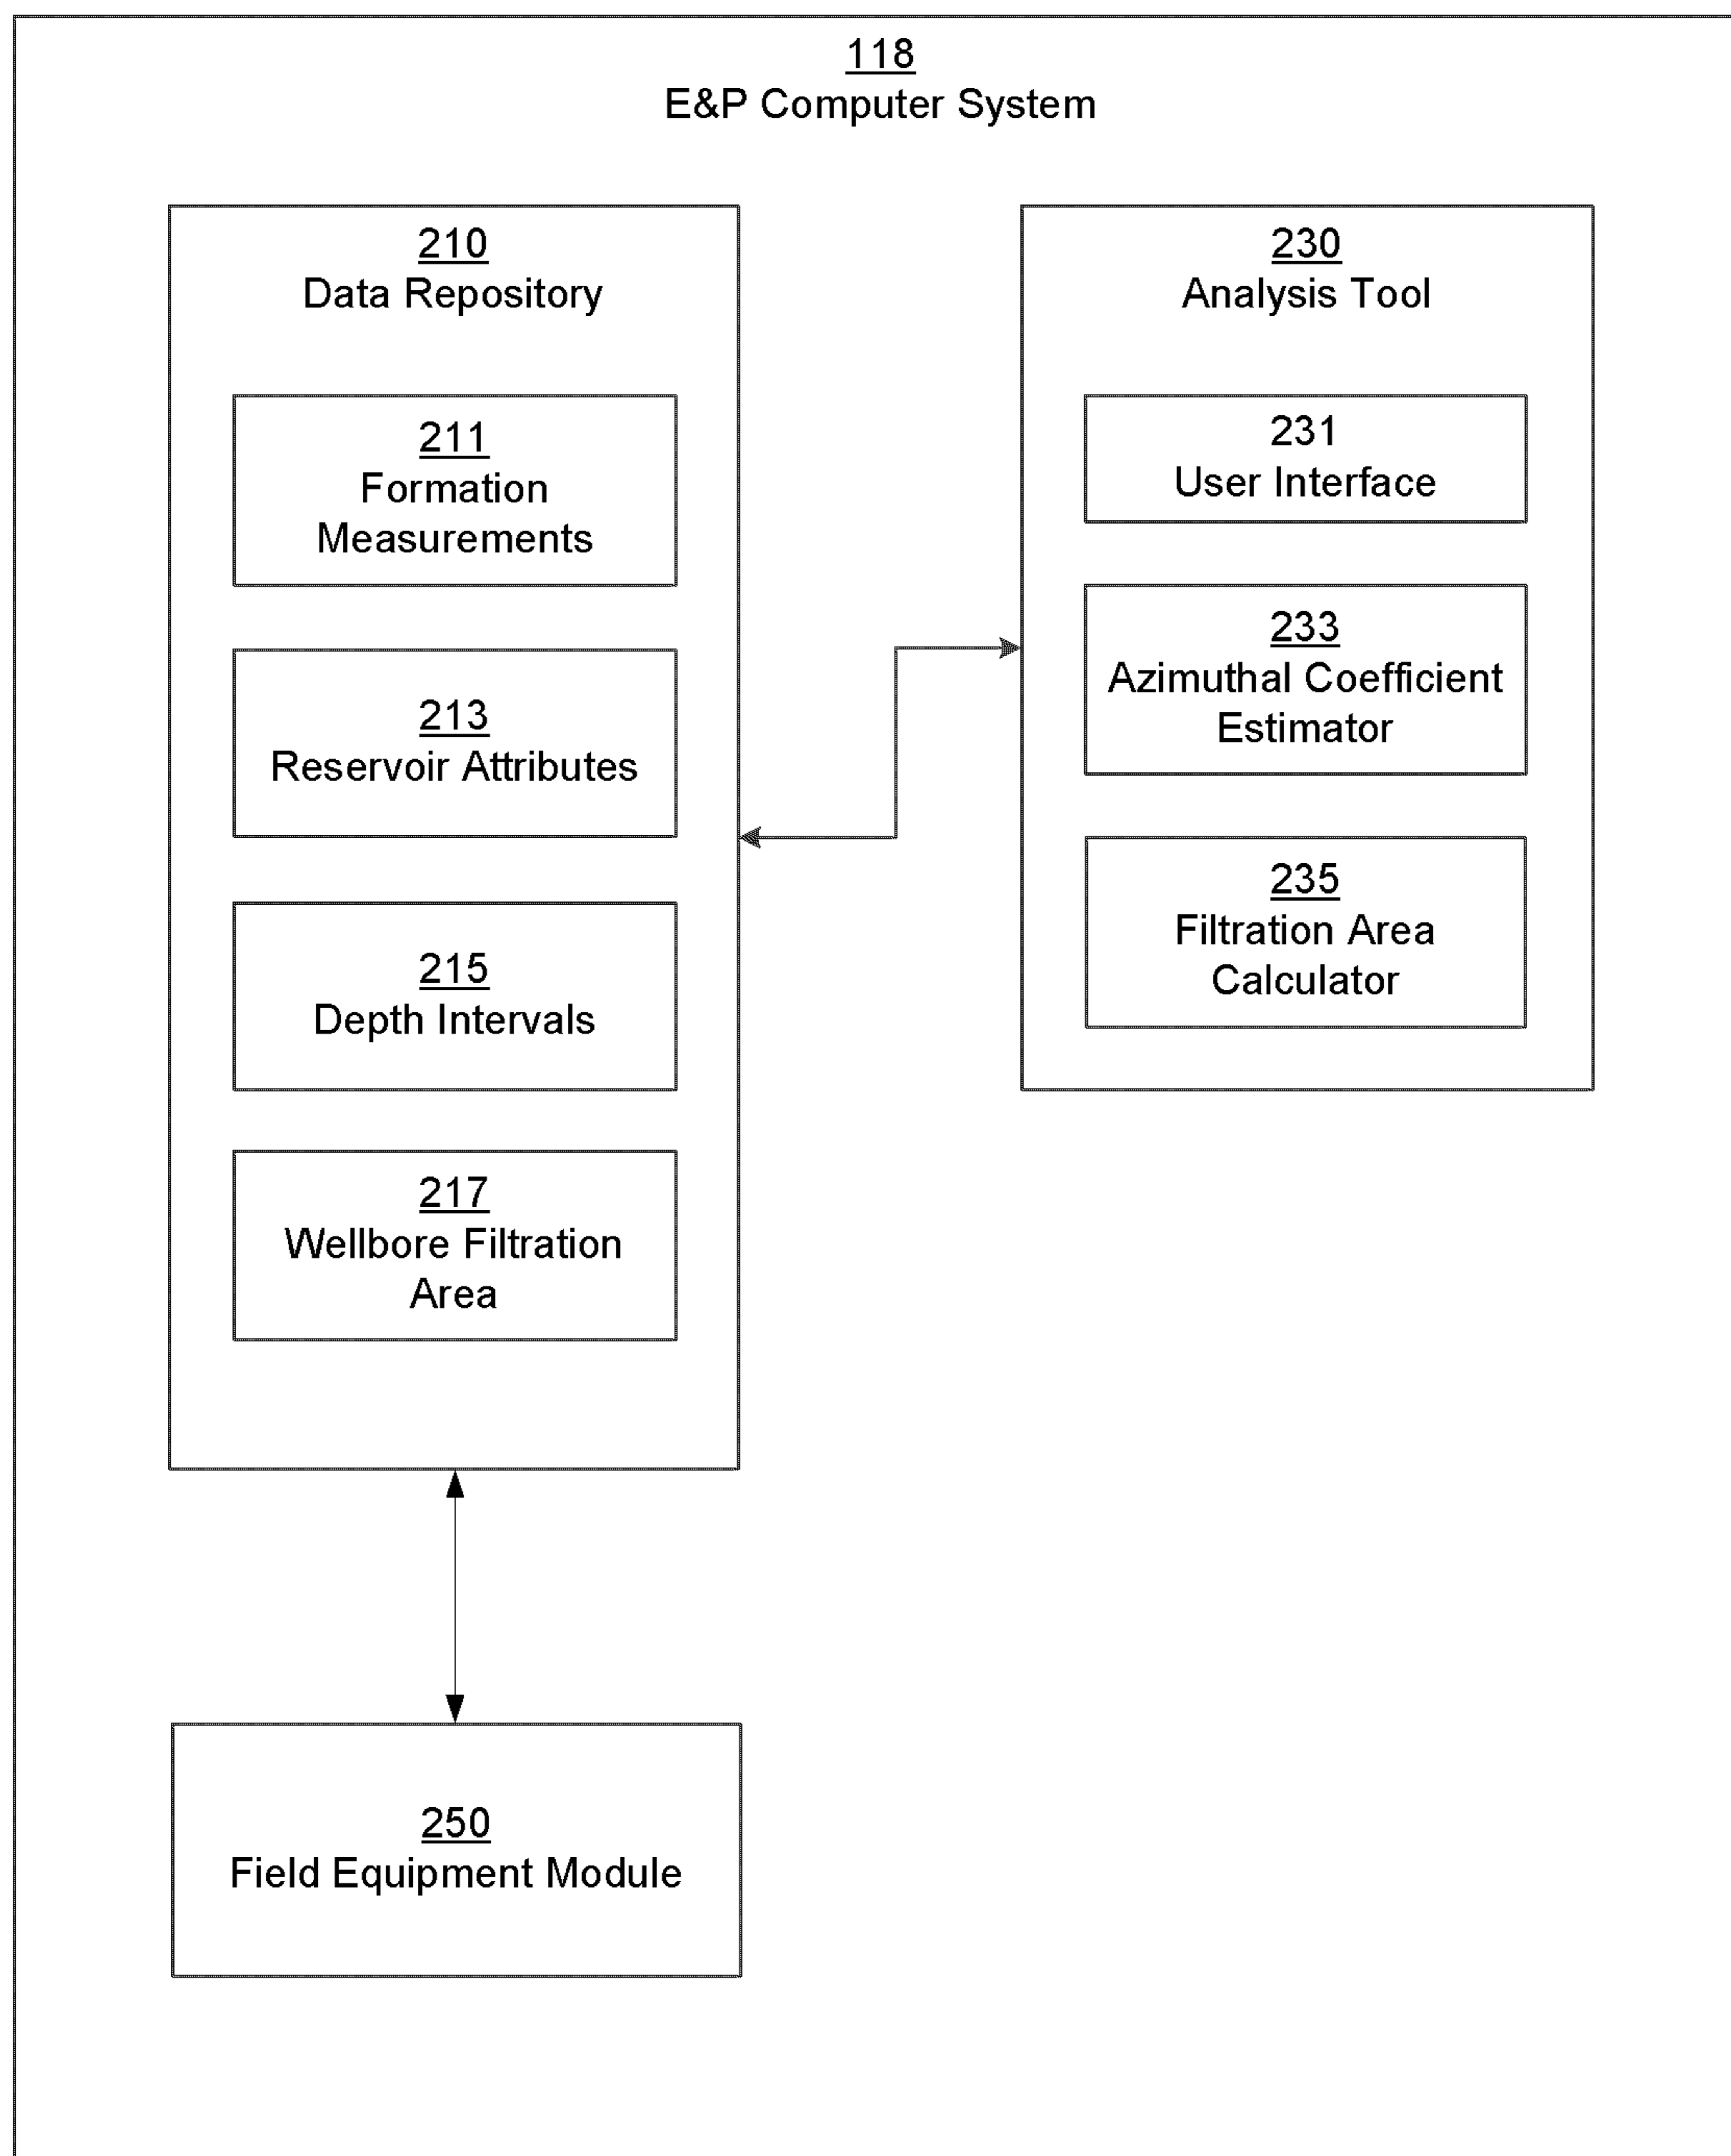 118
E&P Computer System
210
Data Repository
211
Formation
Measurements
213
Reservoir Attributes
215
Depth Intervals
217
Wellbore Filtration
Area
230
Analysis Tool
231
User Interface
233
Azimuthal Coefficient
Estimator
235
Filtration Area
Calculator
250
Field Equipment Module